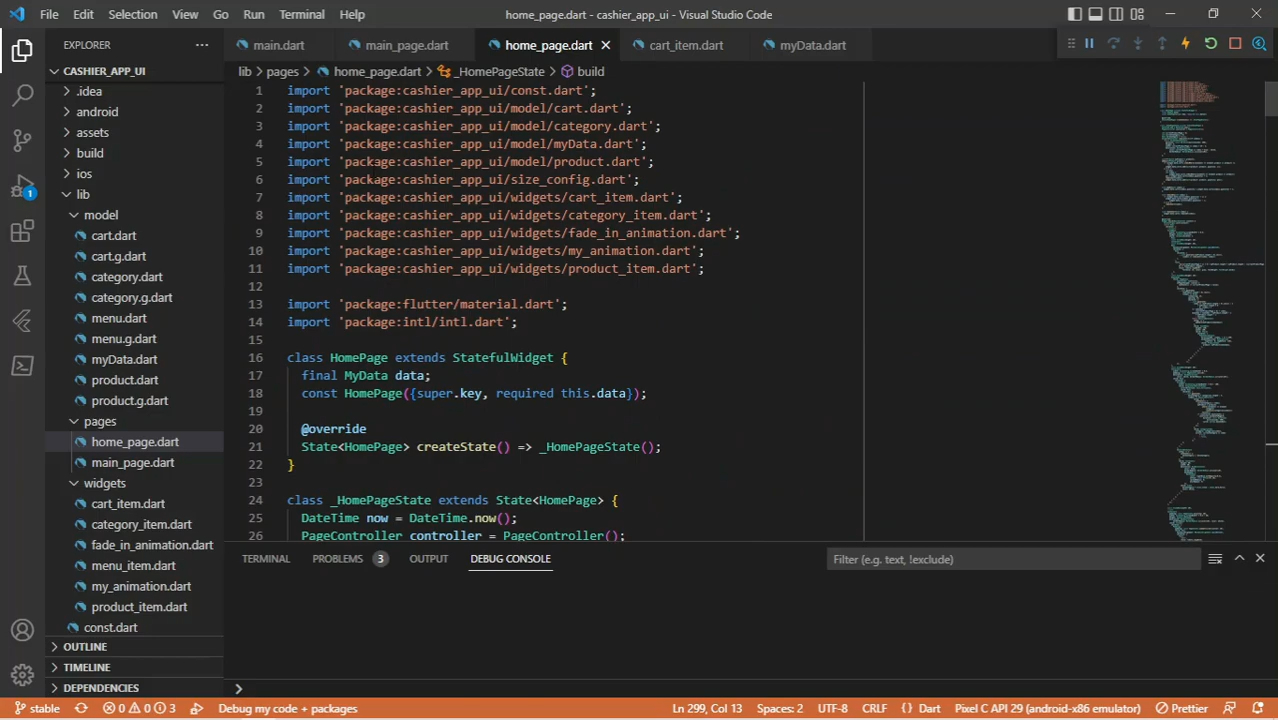 File Edit Selection View Go Run Terminal Help
home_page.dart - cashier_app_ui - Visual Studio Code
EXPLORER
CASHIER_APP_UI
.idea
android
assets
build
ios
lib
model
cart.dart
cart.g.dart
category.dart
category.g.dart
menu.dart
menu.g.dart
myData.dart
product.dart
product.g.dart
pages
home_page.dart
main_page.dart
widgets
cart_item.dart
category_item.dart
fade_in_animation.dart
menu_item.dart
my_animation.dart
product_item.dart
const.dart
OUTLINE
TIMELINE
DEPENDENCIES
1
main.dart main_page.dart home_page.dart cart_item.dart myData.dart
lib > pages > home_page.dart > _HomePageState > build
1 import 'package:cashier_app_ui/const.dart';
2 import 'package:cashier_app_ui/model/cart.dart';
3 import 'package:cashier_app_ui/model/category.dart';
4 import 'package:cashier_app_ui/model/myData.dart';
5 import 'package:cashier_app_ui/model/product.dart';
6 import 'package:cashier_app_ui/size_config.dart';
7 import 'package:cashier_app_ui/widgets/cart_item.dart';
8 import 'package:cashier_app_ui/widgets/category_item.dart';
9 import 'package:cashier_app_ui/widgets/fade_in_animation.dart';
10 import 'package:cashier_app_ui/widgets/my_animation.dart';
11 import 'package:cashier_app_ui/widgets/product_item.dart';
12
13 import 'package:flutter/material.dart';
14 import 'package:intl/intl.dart';
15
16 class HomePage extends StatefulWidget {
17 final MyData data;
18 const HomePage({super.key, required this.data});
19
20 @override
21 State<HomePage> createState() => _HomePageState();
22 }
23
24 class _HomePageState extends State<HomePage> {
25 DateTime now = DateTime.now();
26 PageController controller = PageController();
TERMINAL PROBLEMS 3 OUTPUT DEBUG CONSOLE
Filter (e.g. text, !exclude)
stable 0 0 3 Debug my code + packages
Ln 299, Col 13 Spaces: 2 UTF-8 CRLF {} Dart Pixel C API 29 (android-x86 emulator) Prettier